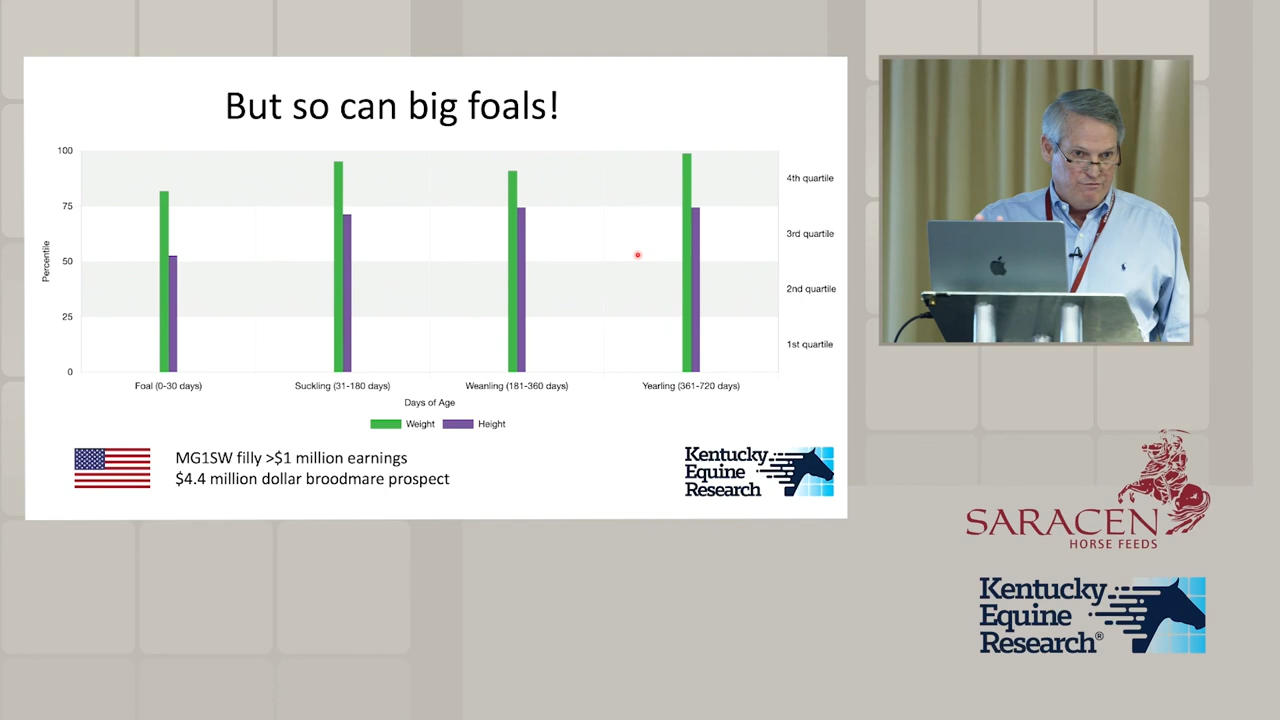 But so can big foals!
100
75
50
25
0
Percentile
4th quartile
3rd quartile
2nd quartile
1st quartile
Foal (0-30 days)
Suckling (31-180 days)
Weanling (181-360 days)
Yearling (361-720 days)
Days of Age
Weight
Height
MG1SW filly >$1 million earnings
$4.4 million dollar broodmare prospect
Kentucky
Equine
Research
SARACEN
HORSE FEEDS
Kentucky
Equine
Research®